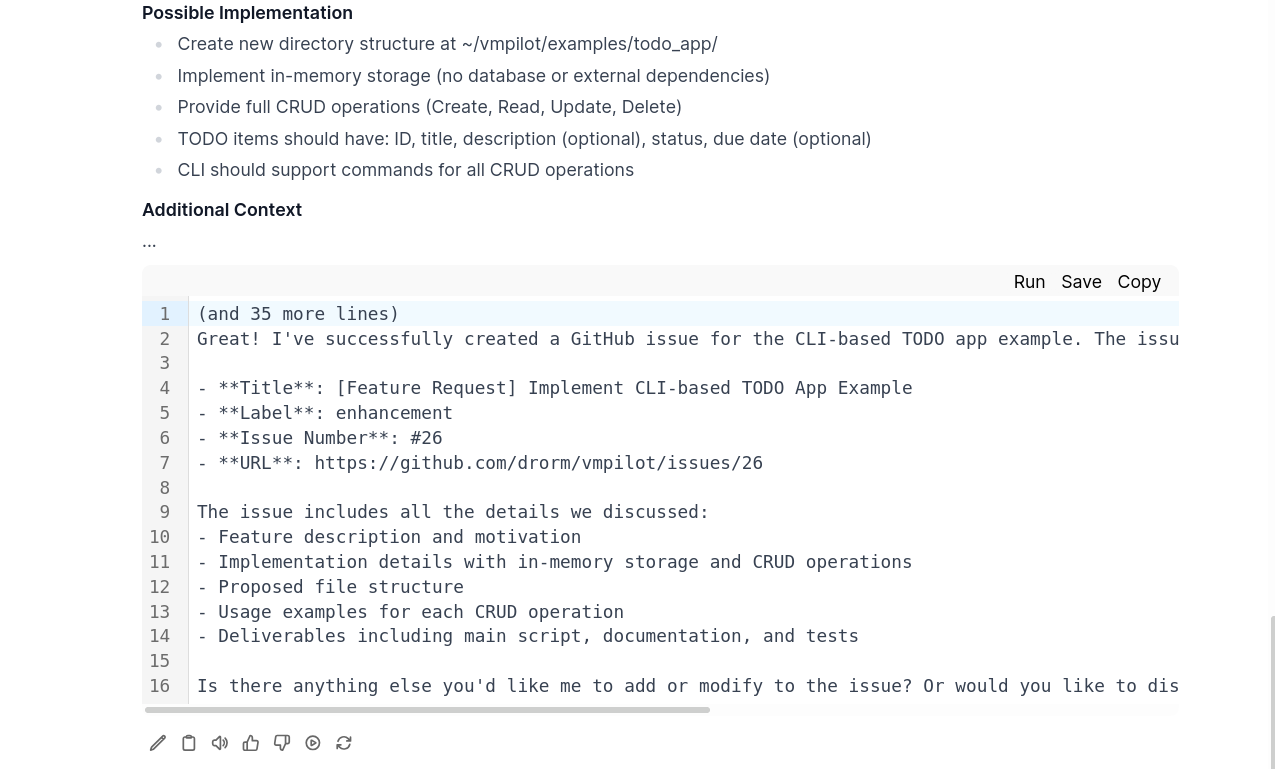 Possible Implementation
Create new directory structure at ~/vmpilot/examples/todo_app/
Implement in-memory storage (no database or external dependencies)
Provide full CRUD operations (Create, Read, Update, Delete)
TODO items should have: ID, title, description (optional), status, due date (optional)
CLI should support commands for all CRUD operations
Additional Context
...
Run Save Copy
1 (and 35 more lines)
2 Great! I've successfully created a GitHub issue for the CLI-based TODO app example. The issu
3
4 - **Title**: [Feature Request] Implement CLI-based TODO App Example
5 - **Label**: enhancement
6 - **Issue Number**: #26
7 - **URL**: https://github.com/drorm/vmpilot/issues/26
8
9 The issue includes all the details we discussed:
10 - Feature description and motivation
11 - Implementation details with in-memory storage and CRUD operations
12 - Proposed file structure
13 - Usage examples for each CRUD operation
14 - Deliverables including main script, documentation, and tests
15
16 Is there anything else you'd like me to add or modify to the issue? Or would you like to dis